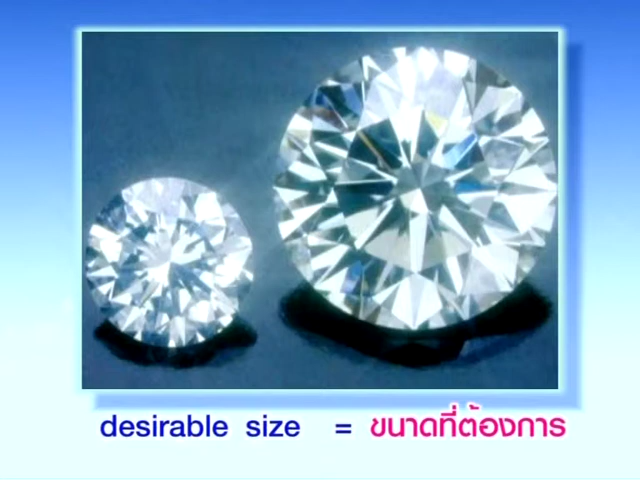 desirable size = ขนาดที่ต้องการ